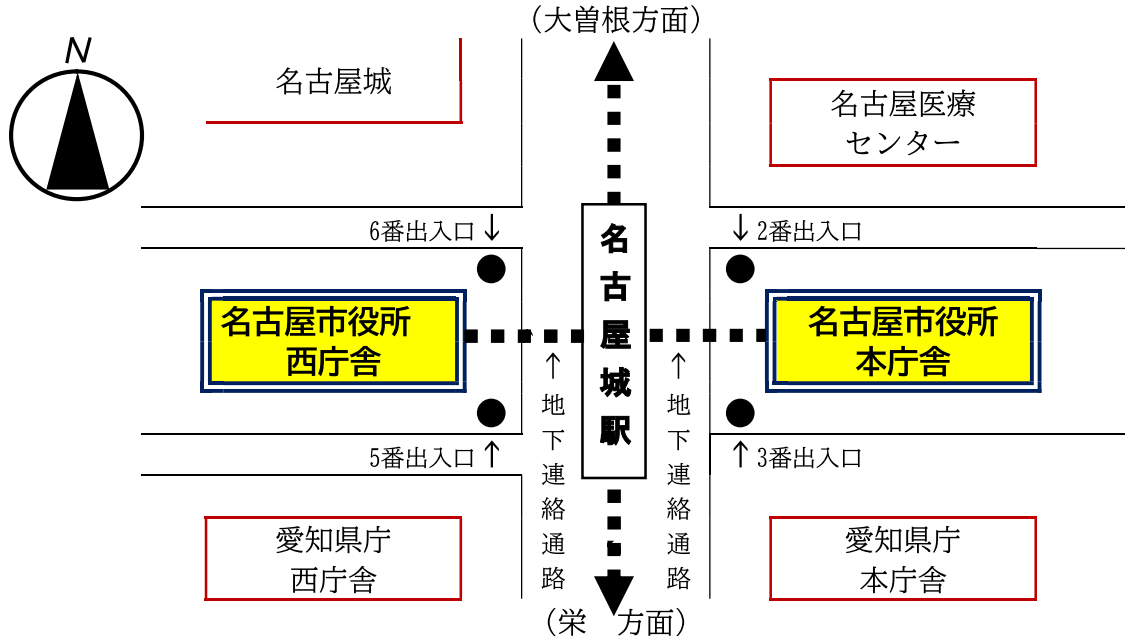 (大曽根方面)
N
名古屋城
名古屋医療
センター
6番出入口 ↓
↓ 2番出入口
名古屋城駅
名古屋市役所
西庁舎
名古屋市役所
本庁舎
↑地下連絡通路
↑地下連絡通路
5番出入口 ↑
↑ 3番出入口
愛知県庁
西庁舎
愛知県庁
本庁舎
(栄　方面)